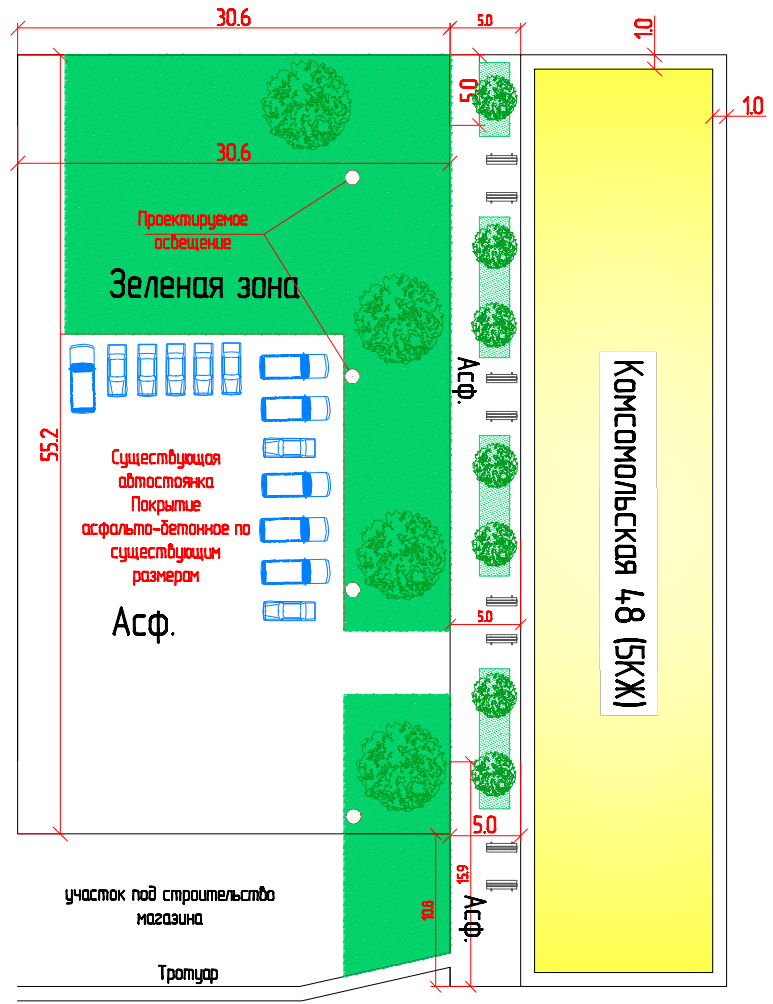 30.6
5.0
1.0
5.0
1.0
30.6
Проектируемое
освещение
Зеленая зона
Асф.
Комсомольская 48 (5КЖ)
55.2
Существующая
автостоянка
Покрытие
асфальто-бетонное по
существующим
размерам
Асф.
5.0
5.0
15.9
10.8
Асф.
участок под строительство
магазина
Тротуар